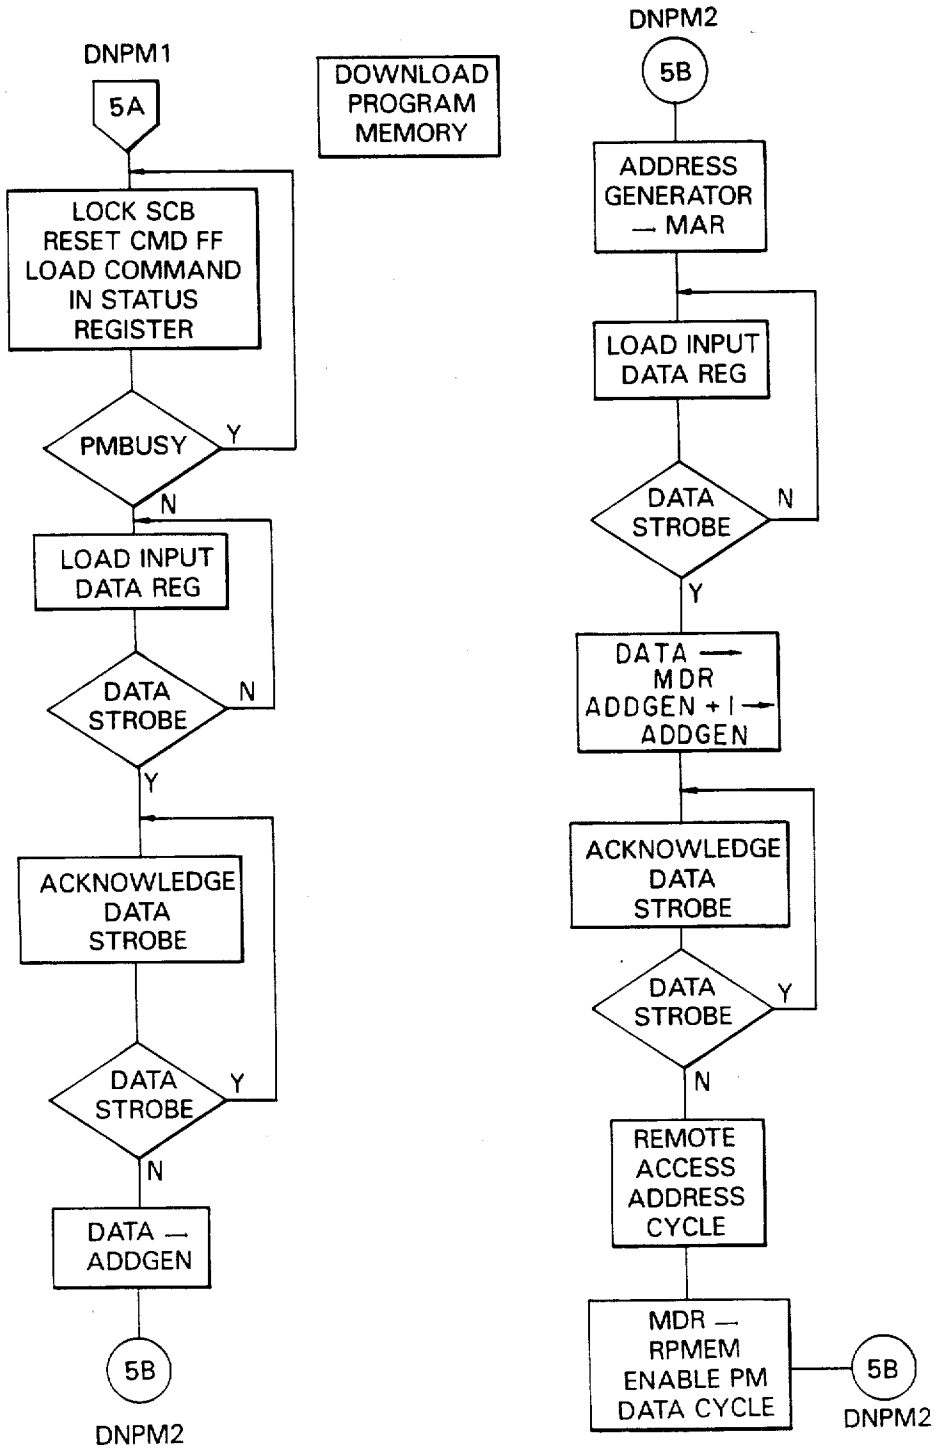 DNPM1
5A
DOWNLOAD
PROGRAM
MEMORY
LOCK SCB
RESET CMD FF
LOAD COMMAND
IN STATUS
REGISTER
PMBUSY
Y
N
LOAD INPUT
DATA REG
DATA
STROBE
N
Y
ACKNOWLEDGE
DATA
STROBE
DATA
STROBE
Y
N
DATA →
ADDGEN
5B
DNPM2
DNPM2
5B
ADDRESS
GENERATOR
→ MAR
LOAD INPUT
DATA REG
DATA
STROBE
N
Y
DATA →
MDR
ADDGEN + 1 →
ADDGEN
ACKNOWLEDGE
DATA
STROBE
DATA
STROBE
Y
N
REMOTE
ACCESS
ADDRESS
CYCLE
MDR →
RPMEM
ENABLE PM
DATA CYCLE
5B
DNPM2